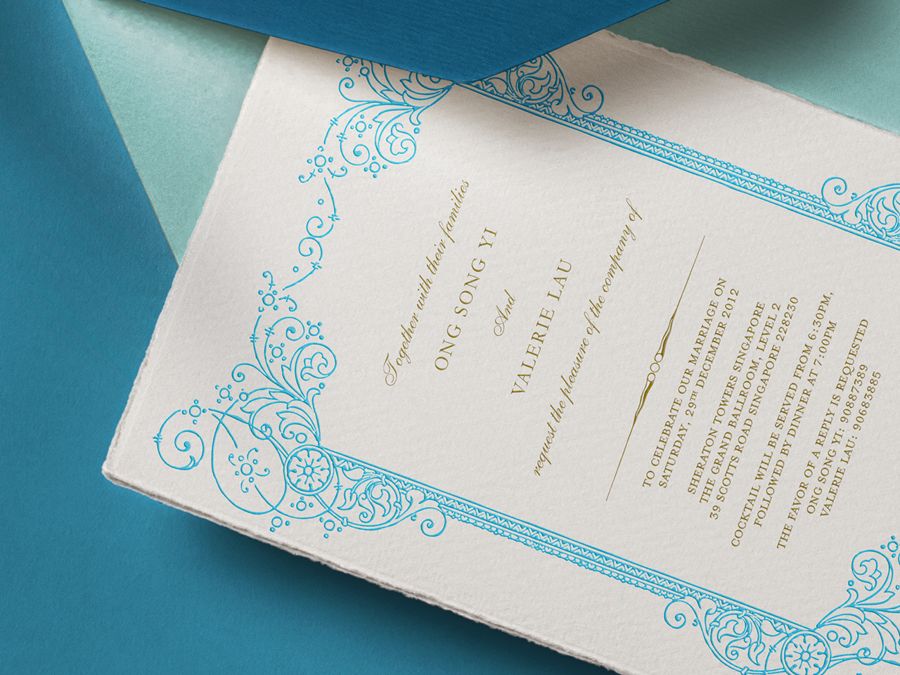 Together with their families
ONG SONG YI
And
VALERIE LAU
request the pleasure of the company of
TO CELEBRATE OUR MARRIAGE ON
SATURDAY, 29TH DECEMBER 2012
SHERATON TOWERS SINGAPORE
THE GRAND BALLROOM, LEVEL 2
39 SCOTTS ROAD SINGAPORE 228230
COCKTAIL WILL BE SERVED FROM 6:30PM,
FOLLOWED BY DINNER AT 7:00PM
THE FAVOR OF A REPLY IS REQUESTED
ONG SONG YI: 90887369
VALERIE LAU: 90683885